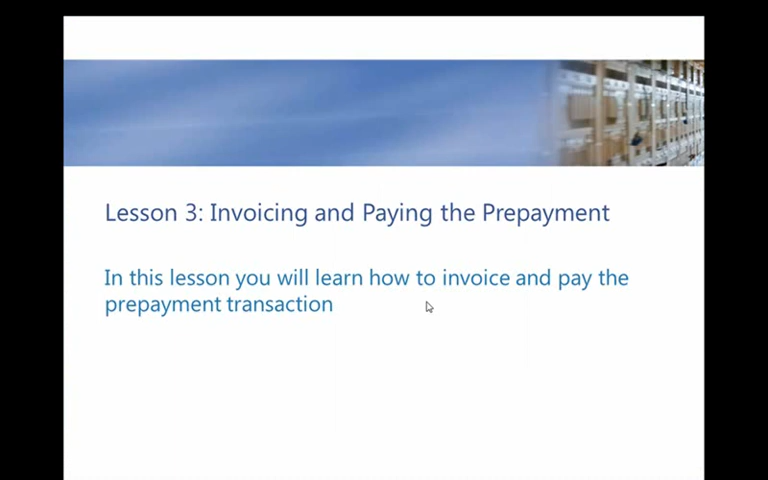 Lesson 3: Invoicing and Paying the Prepayment
In this lesson you will learn how to invoice and pay the
prepayment transaction